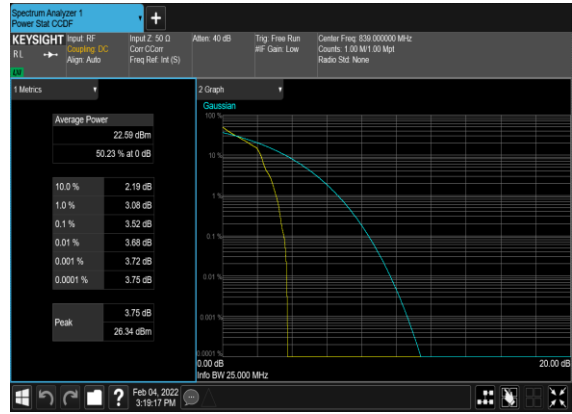 Spectrum Analyzer 1
Power Stat CCDF
+
KEYSIGHT
R L
Input: RF
Coupling: DC
Align: Auto
Input Z: 50 Ω
Corr CCorr
Freq Ref: Int (S)
Atten: 40 dB
Trig: Free Run
#IF Gain: Low
Center Freq: 839.000000 MHz
Counts: 1.00 M/1.00 Mpt
Radio Std: None
1 Metrics
Average Power
22.59 dBm
50.23 % at 0 dB
10.0 % 2.19 dB
1.0 % 3.08 dB
0.1 % 3.52 dB
0.01 % 3.68 dB
0.001 % 3.72 dB
0.0001 % 3.75 dB
Peak
3.75 dB
26.34 dBm
2 Graph
Gaussian
100 %
10 %
1 %
0.1 %
0.01 %
0.001 %
0.0001 %
0.00 dB 20.00 dB
Info BW 25.000 MHz
?
Feb 04, 2022
3:19:17 PM